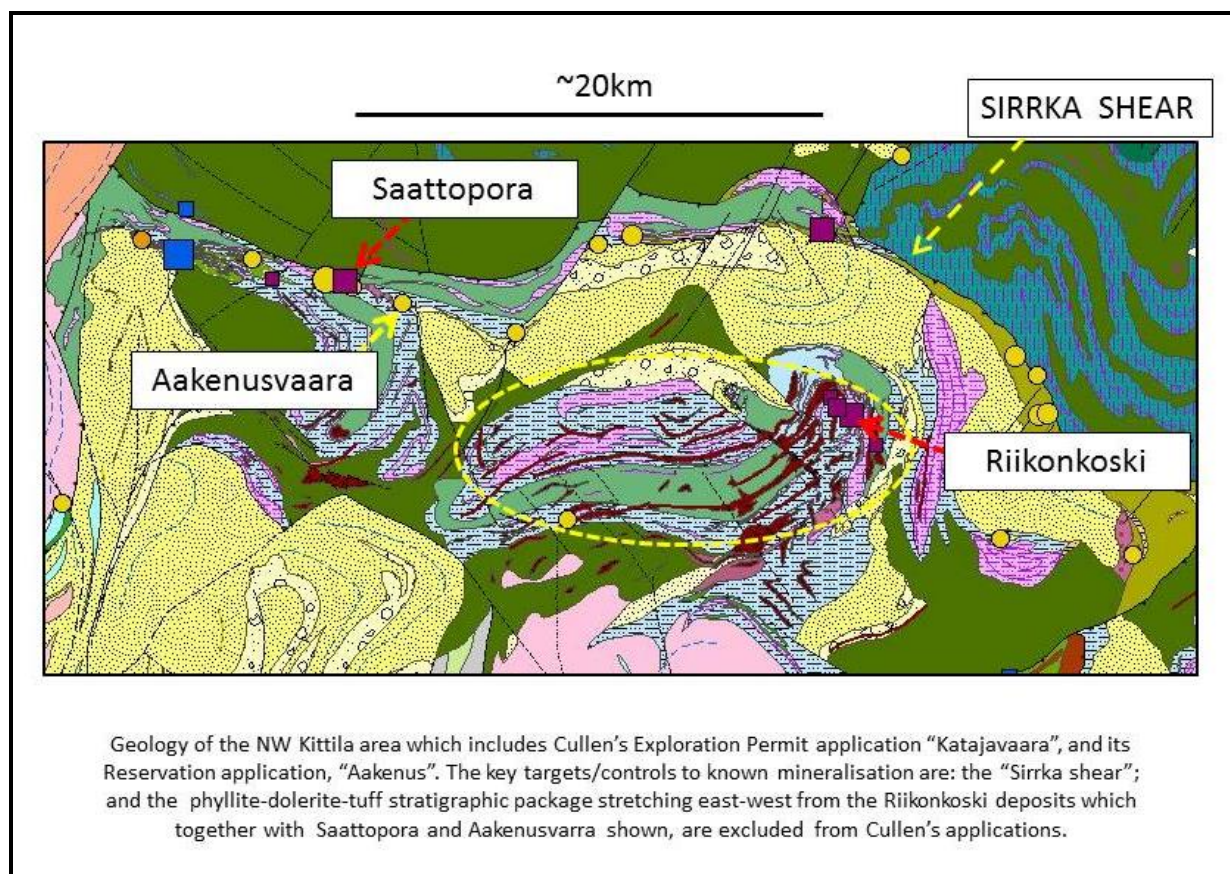 ~20km
SIRRKA SHEAR
Saattopora
Aakenusvaara
Riikonkoski
Geology of the NW Kittila area which includes Cullen's Exploration Permit application “Katajavaara”, and its
Reservation application, “Aakenus”. The key targets/controls to known mineralisation are: the “Sirrka shear”;
and the phyllite-dolerite-tuff stratigraphic package stretching east-west from the Riikonkoski deposits which
together with Saattopora and Aakenusvarra shown, are excluded from Cullen's applications.